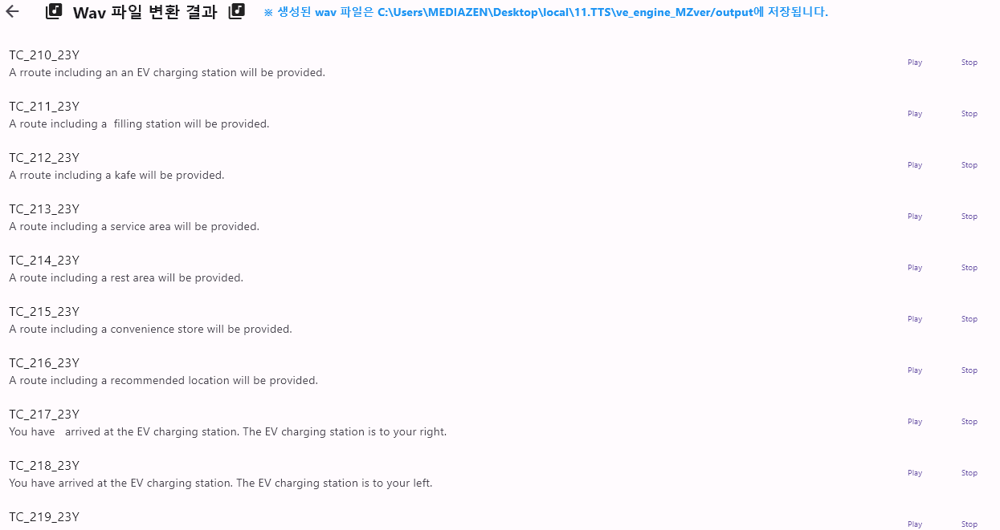 Wav 파일 변환 결과 ※ 생성된 wav 파일은 C:\Users\MEDIAZEN\Desktop\local\11.TTS\ve_engine_MZver/output에 저장됩니다.
TC_210_23Y
A rroute including an an EV charging station will be provided.
Play Stop
TC_211_23Y
A route including a  filling station will be provided.
Play Stop
TC_212_23Y
A rroute including a kafe will be provided.
Play Stop
TC_213_23Y
A route including a service area will be provided.
Play Stop
TC_214_23Y
A route including a rest area will be provided.
Play Stop
TC_215_23Y
A route including a convenience store will be provided.
Play Stop
TC_216_23Y
A route including a recommended location will be provided.
Play Stop
TC_217_23Y
You have   arrived at the EV charging station. The EV charging station is to your right.
Play Stop
TC_218_23Y
You have arrived at the EV charging station. The EV charging station is to your left.
Play Stop
TC_219_23Y
Play Stop